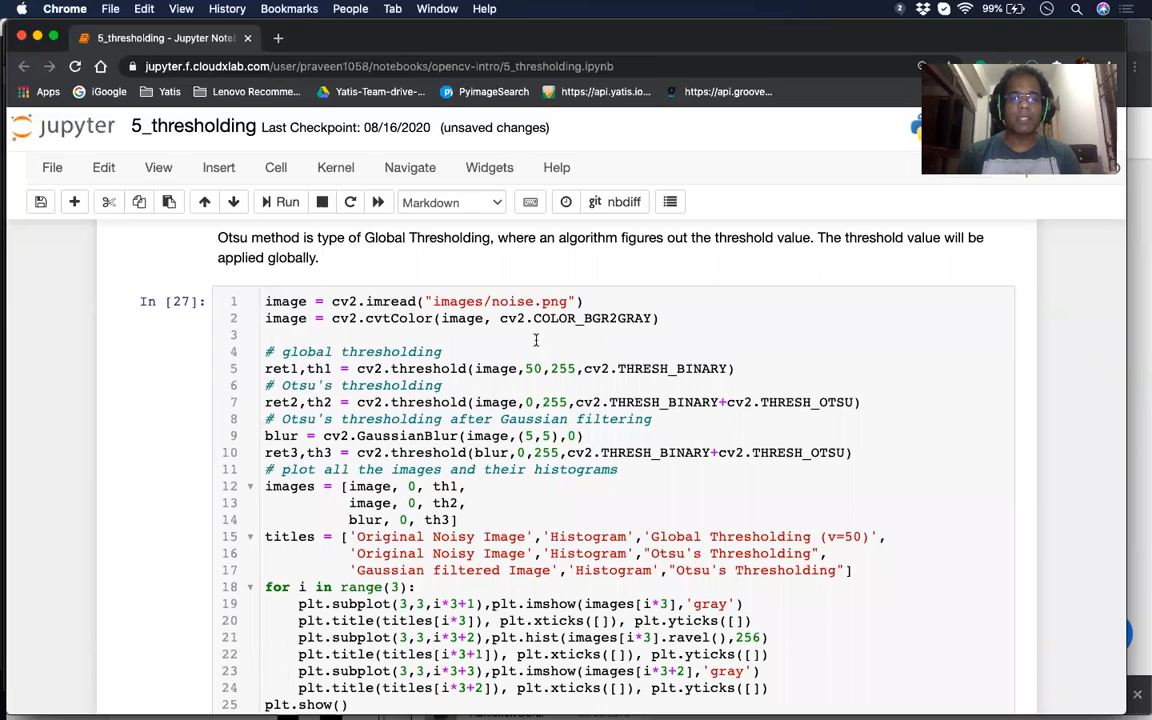 Chrome File Edit View History Bookmarks People Tab Window Help 2 99%
5_thresholding - Jupyter Note
jupyter.f.cloudxlab.com/user/praveen1058/notebooks/opencv-intro/5_thresholding.ipynb
Apps iGoogle Yatis Lenovo Recomme... Yatis-Team-drive-... PyimageSearch https://api.yatis.io... https://api.groove...
jupyter 5_thresholding Last Checkpoint: 08/16/2020 (unsaved changes)
File Edit View Insert Cell Kernel Navigate Widgets Help
Run Markdown nbdiff
Otsu method is type of Global Thresholding, where an algorithm figures out the threshold value. The threshold value will be
applied globally.
In [27]:
1 image = cv2.imread("images/noise.png")
2 image = cv2.cvtColor(image, cv2.COLOR_BGR2GRAY)
3
4 # global thresholding
5 ret1,th1 = cv2.threshold(image,50,255,cv2.THRESH_BINARY)
6 # Otsu's thresholding
7 ret2,th2 = cv2.threshold(image,0,255,cv2.THRESH_BINARY+cv2.THRESH_OTSU)
8 # Otsu's thresholding after Gaussian filtering
9 blur = cv2.GaussianBlur(image,(5,5),0)
10 ret3,th3 = cv2.threshold(blur,0,255,cv2.THRESH_BINARY+cv2.THRESH_OTSU)
11 # plot all the images and their histograms
12 images = [image, 0, th1,
13 image, 0, th2,
14 blur, 0, th3]
15 titles = ['Original Noisy Image','Histogram','Global Thresholding (v=50)',
16 'Original Noisy Image','Histogram',"Otsu's Thresholding",
17 'Gaussian filtered Image','Histogram',"Otsu's Thresholding"]
18 for i in range(3):
19 plt.subplot(3,3,i*3+1),plt.imshow(images[i*3],'gray')
20 plt.title(titles[i*3]), plt.xticks([]), plt.yticks([])
21 plt.subplot(3,3,i*3+2),plt.hist(images[i*3].ravel(),256)
22 plt.title(titles[i*3+1]), plt.xticks([]), plt.yticks([])
23 plt.subplot(3,3,i*3+3),plt.imshow(images[i*3+2],'gray')
24 plt.title(titles[i*3+2]), plt.xticks([]), plt.yticks([])
25 plt.show()